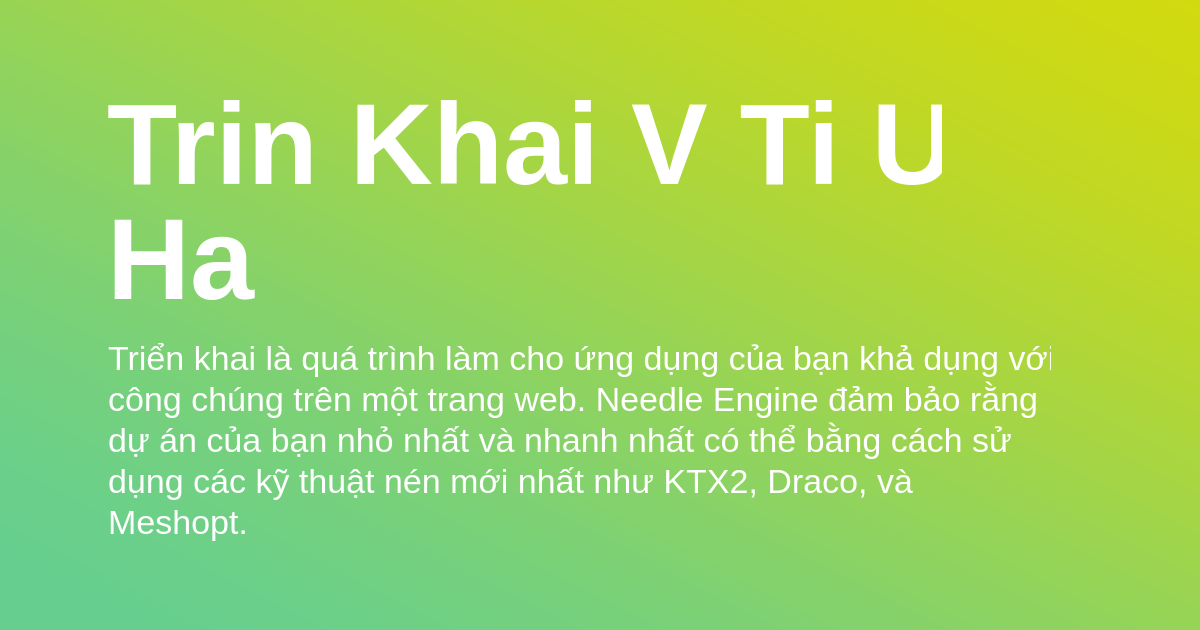 Trin Khai V Ti U
Ha
Triển khai là quá trình làm cho ứng dụng của bạn khả dụng với
công chúng trên một trang web. Needle Engine đảm bảo rằng
dự án của bạn nhỏ nhất và nhanh nhất có thể bằng cách sử
dụng các kỹ thuật nén mới nhất như KTX2, Draco, và
Meshopt.